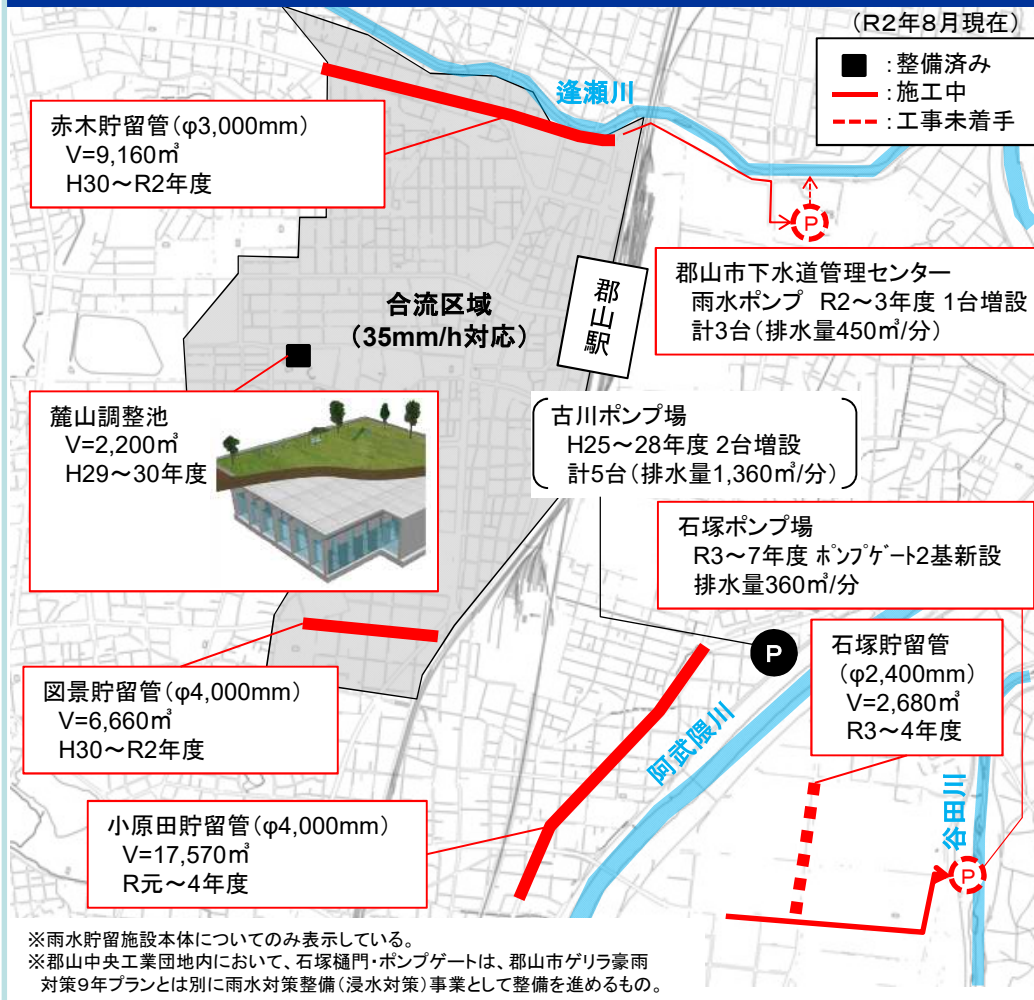 (R2年8月現在)
■：整備済み
：施工中
：工事未着手
逢瀬川
赤木貯留管(φ3,000mm)
V=9,160㎥
H30～R2年度
P
郡山市下水道管理センター
雨水ポンプ R2～3年度 1台増設
計3台(排水量450㎥/分)
郡山駅
合流区域
(35mm/h対応)
麓山調整池
V=2,200㎥
H29～30年度
古川ポンプ場
H25～28年度 2台増設
計5台(排水量1,360㎥/分)
石塚ポンプ場
R3～7年度 ﾎﾟﾝﾌﾟｹﾞｰﾄ2基新設
排水量360㎥/分
P
石塚貯留管
(φ2,400mm)
V=2,680㎥
R3～4年度
図景貯留管(φ4,000mm)
V=6,660㎥
H30～R2年度
阿武隈川
谷田川
P
小原田貯留管(φ4,000mm)
V=17,570㎥
R元～4年度
※雨水貯留施設本体についてのみ表示している。
※郡山中央工業団地内において、石塚樋門・ポンプゲートは、郡山市ゲリラ豪雨
対策9年プランとは別に雨水対策整備(浸水対策)事業として整備を進めるもの。